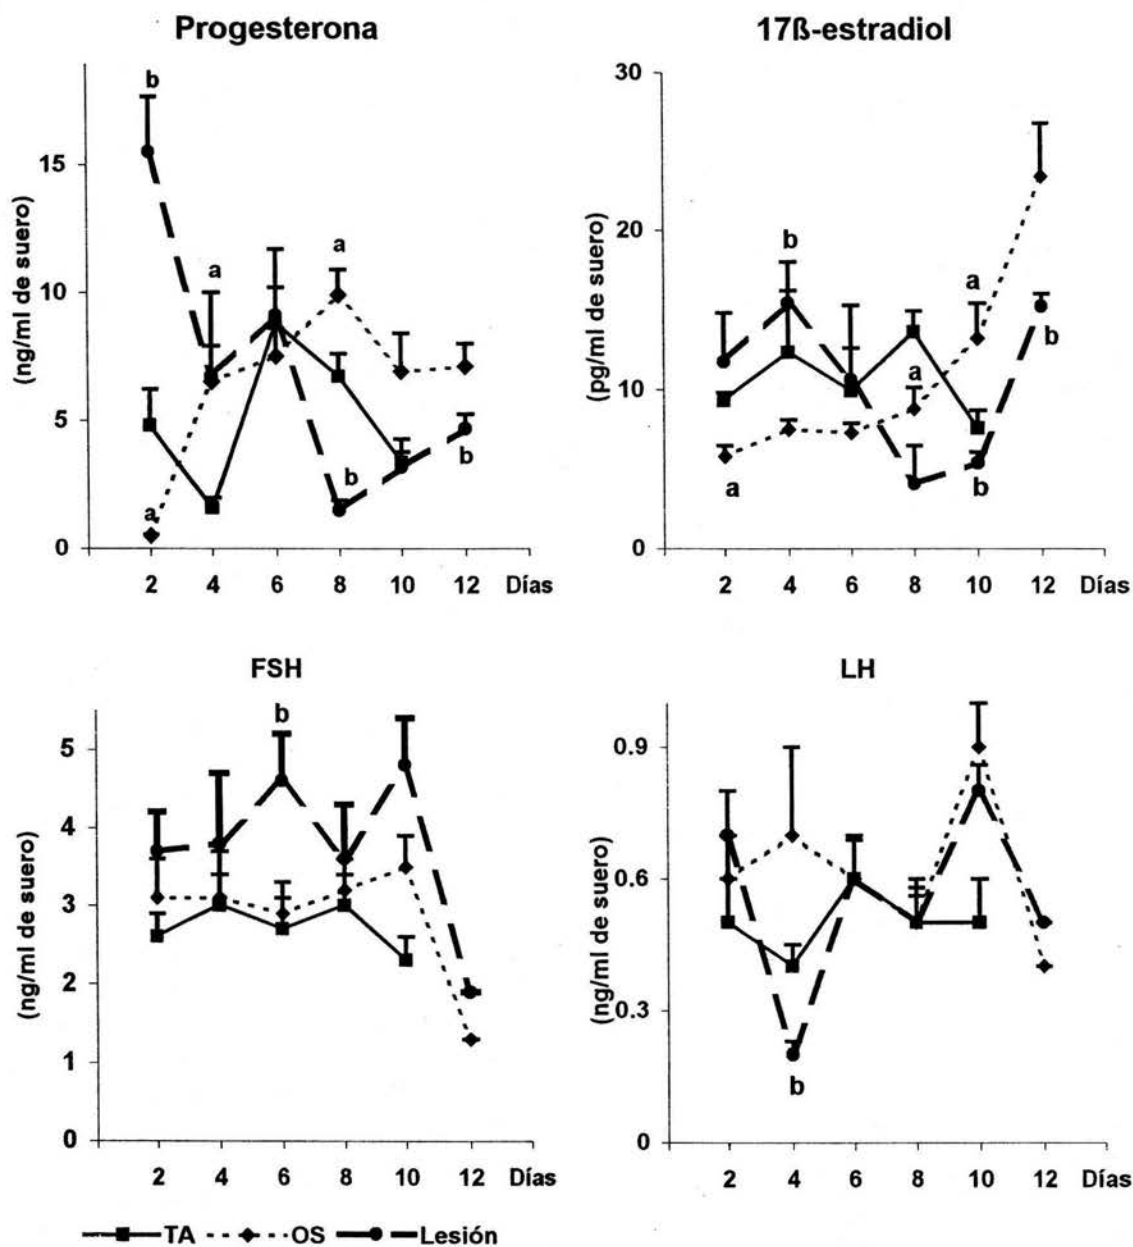 Progesterona
(ng/ml de suero)
15
10
5
0
b
a
a
a
b
b
2 4 6 8 10 12 Días
17ß-estradiol
(pg/ml de suero)
30
20
10
0
b
a
a
a
b
b
2 4 6 8 10 12 Días
FSH
(ng/ml de suero)
5
4
3
2
1
0
b
2 4 6 8 10 12 Días
LH
(ng/ml de suero)
0.9
0.6
0.3
0
b
2 4 6 8 10 12 Días
TA OS Lesión